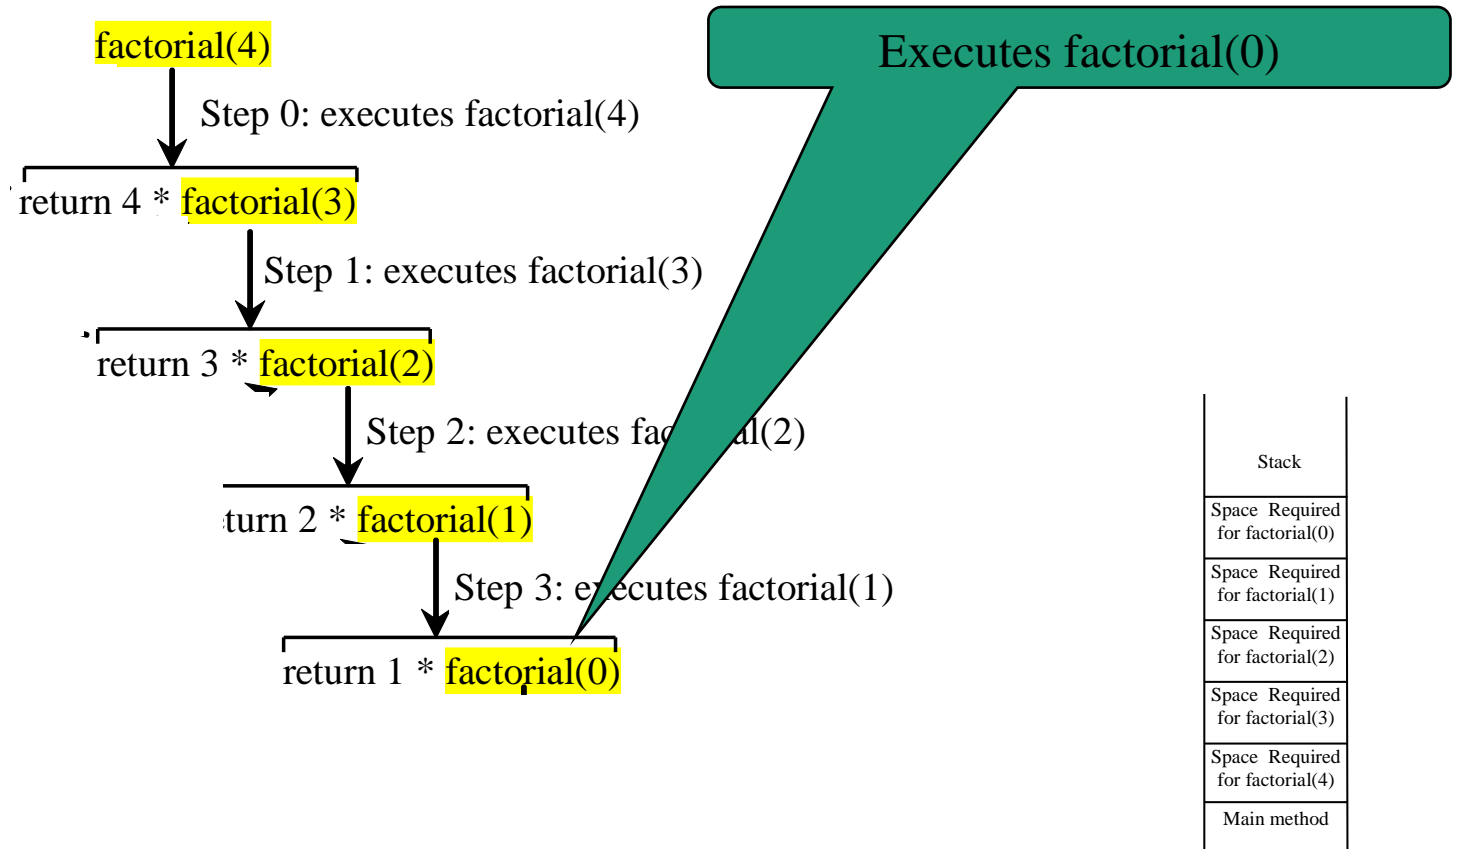 factorial(4)
Executes factorial(0)
Step 0: executes factorial(4)
return 4 * factorial(3)
Step 1: executes factorial(3)
return 3 * factorial(2)
Step 2: executes fac al(2)
turn 2 * factorial(1)
Step 3: executes factorial(1)
return 1 * factorial(0)
Stack
Space Required
for factorial(0)
Space Required
for factorial(1)
Space Required
for factorial(2)
Space Required
for factorial(3)
Space Required
for factorial(4)
Main method